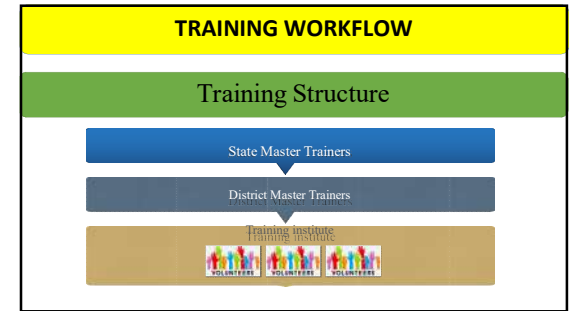 TRAINING WORKFLOW
Training Structure
State Master Trainers
District Master Trainers
Training institute
VOLUNTEERS VOLUNTEERS VOLUNTEERS